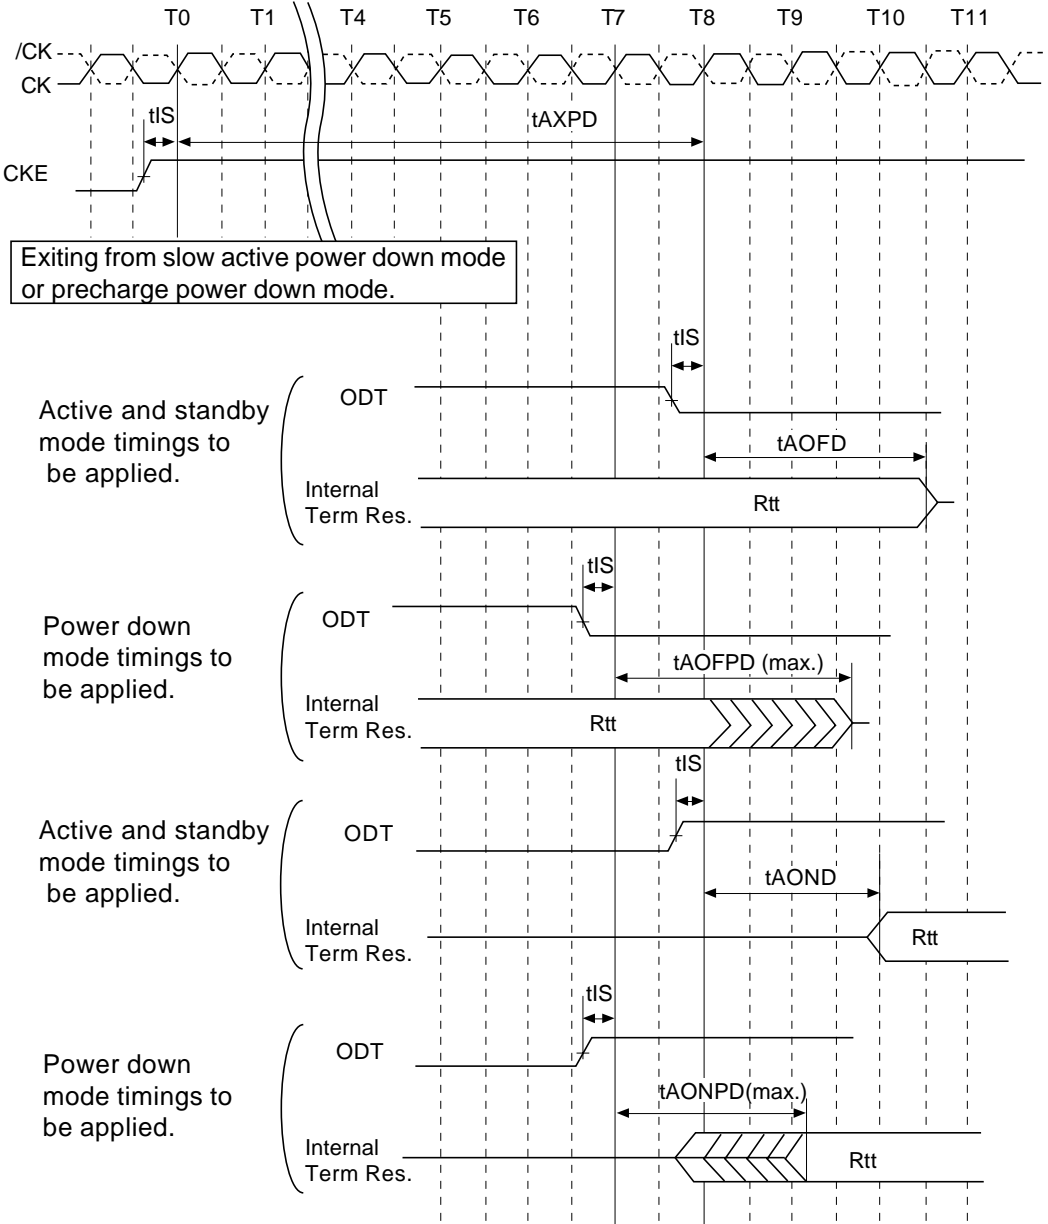 T0 T1 T4 T5 T6 T7 T8 T9 T10 T11
/CK
CK
tIS
tAXPD
CKE
Exiting from slow active power down mode
or precharge power down mode.
tIS
ODT
Active and standby
mode timings to
be applied.
tAOFD
Internal
Term Res.
Rtt
tIS
ODT
Power down
mode timings to
be applied.
tAOFPD (max.)
Internal
Term Res.
Rtt
tIS
ODT
Active and standby
mode timings to
be applied.
tAOND
Internal
Term Res.
Rtt
tIS
ODT
Power down
mode timings to
be applied.
tAONPD(max.)
Internal
Term Res.
Rtt